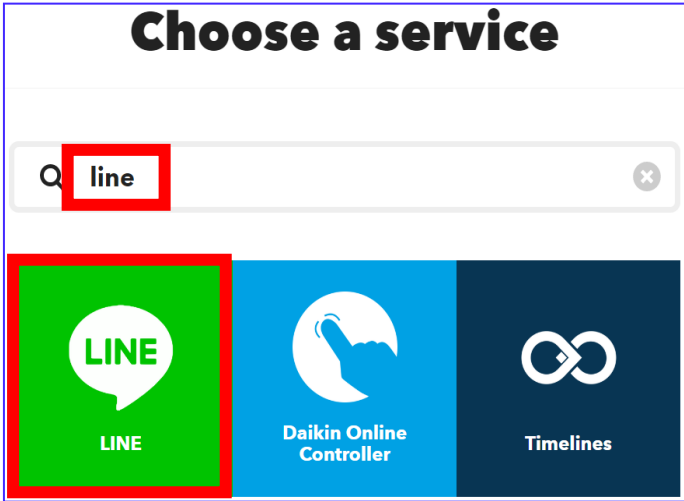 Choose a service
line
LINE
LINE
Daikin Online
Controller
Timelines